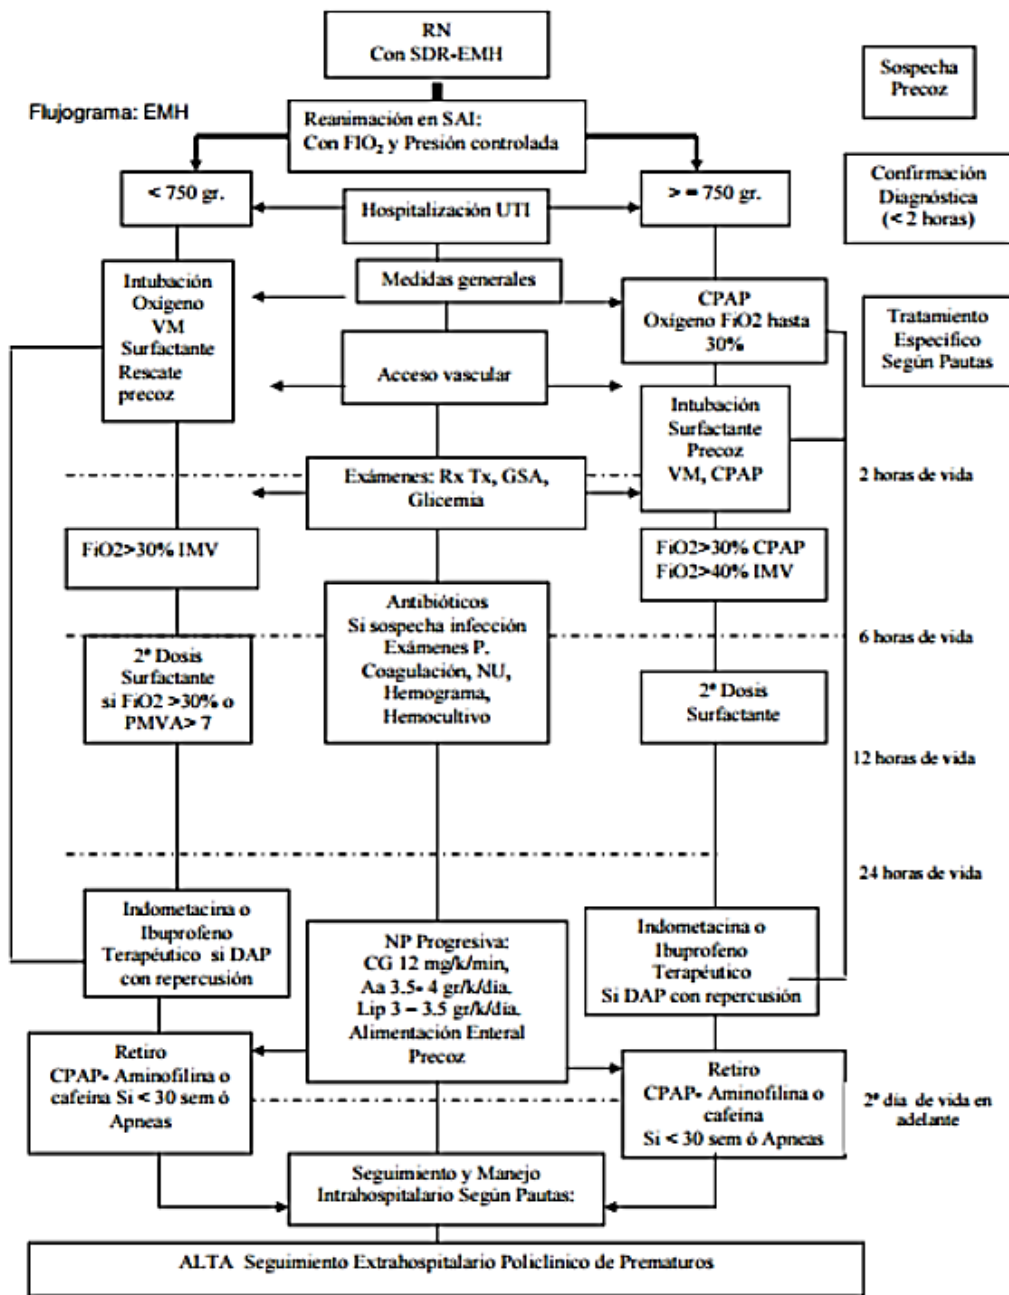 RN
Con SDR-EMH
Sospecha
Precoz
Flujograma: EMH
Reanimación en SAI:
Con FIO₂ y Presión controlada
< 750 gr.
Hospitalización UTI
> = 750 gr.
Confirmación
Diagnóstica
(< 2 horas)
Intubación
Oxígeno
VM
Surfactante
Rescate
precoz
Medidas generales
CPAP
Oxígeno FiO2 hasta
30%
Tratamiento
Específico
Según Pautas
Acceso vascular
Intubación
Surfactante
Precoz
VM, CPAP
2 horas de vida
Exámenes: Rx Tx, GSA,
Glicemia
FiO2>30% IMV
FiO2>30% CPAP
FiO2>40% IMV
Antibióticos
Si sospecha infección
Exámenes P.
Coagulación, NU,
Hemograma,
Hemocultivo
6 horas de vida
2ª Dosis
Surfactante
si FiO2 >30% o
PMVA> 7
2ª Dosis
Surfactante
12 horas de vida
24 horas de vida
Indometacina o
Ibuprofeno
Terapéutico si DAP
con repercusión
NP Progresiva:
CG 12 mg/k/min,
Aa 3.5- 4 gr/k/día.
Lip 3 – 3.5 gr/k/día.
Alimentación Enteral
Precoz
Indometacina o
Ibuprofeno
Terapéutico
Si DAP con repercusión
Retiro
CPAP- Aminofilina o
cafeína Si < 30 sem ó
Apneas
Retiro
CPAP- Aminofilina o
cafeína
Si < 30 sem ó Apneas
2º día de vida en
adelante
Seguimiento y Manejo
Intrahospitalario Según Pautas:
ALTA Seguimiento Extrahospitalario Policlínico de Prematuros